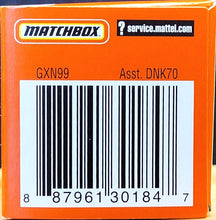 MATCHBOX
? service.mattel.com
GXN99 Asst. DNK70
8 87961 30184 7